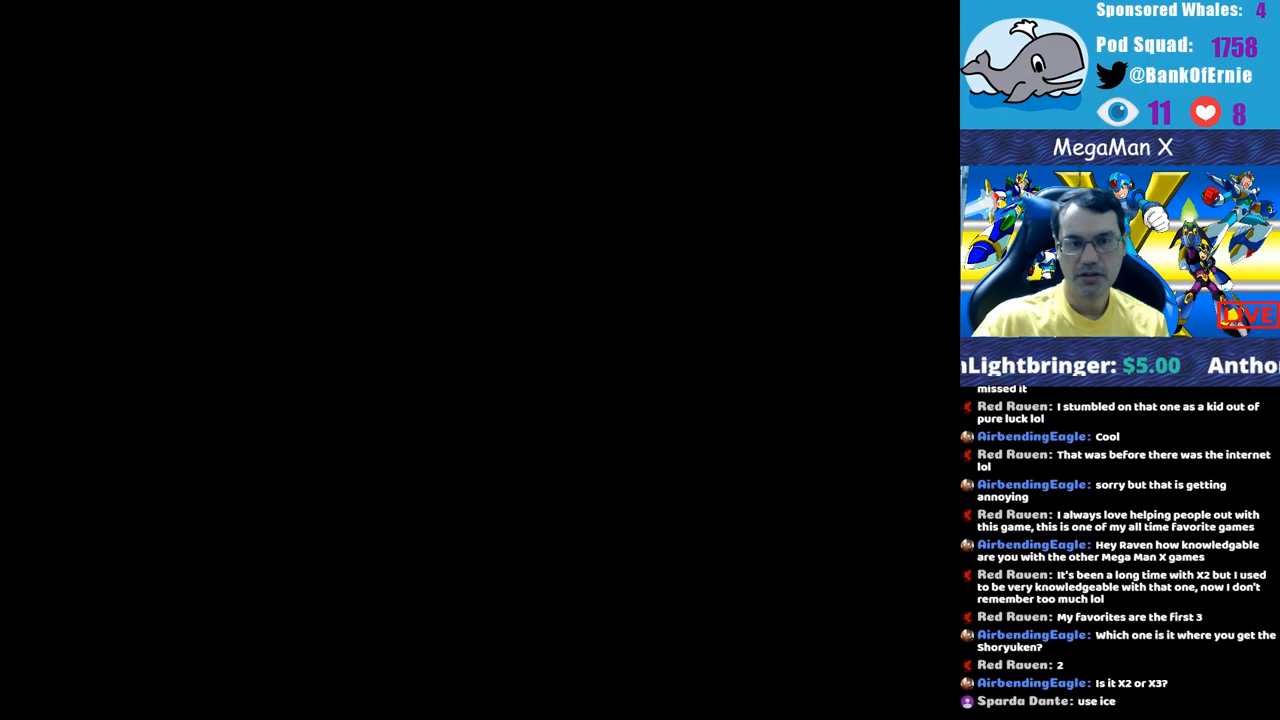 Sponsored Whales: 4
Pod Squad: 1758
@BankOfErnie
11 8
MegaMan X
LIVE
nLightbringer: $5.00 Antho
missed it
Red Raven: I stumbled on that one as a kid out of
pure luck lol
AirbendingEagle: Cool
Red Raven: That was before there was the internet
lol
AirbendingEagle: sorry but that is getting
annoying
Red Raven: I always love helping people out with
this game, this is one of my all time favorite games
AirbendingEagle: Hey Raven how knowledgable
are you with the other Mega Man X games
Red Raven: It's been a long time with X2 but I used
to be very knowledgeable with that one, now I don't
remember too much lol
Red Raven: My favorites are the first 3
AirbendingEagle: Which one is it where you get the
Shoryuken?
Red Raven: 2
AirbendingEagle: Is it X2 or X3?
Sparda Dante: use ice